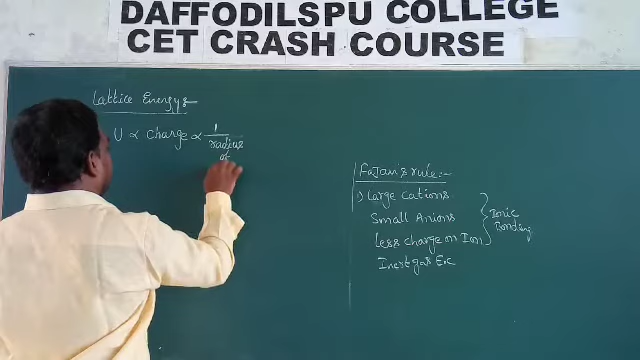 DAFFODILSPU COLLEGE
CET CRASH COURSE
Lattice Energy:-
U ∝ Charge ∝ 1/radius
of
Fajan's rule:-
1) Large Cations
Small Anions
less charge on Ion
Inert gas E.C
} Ionic
Bonding